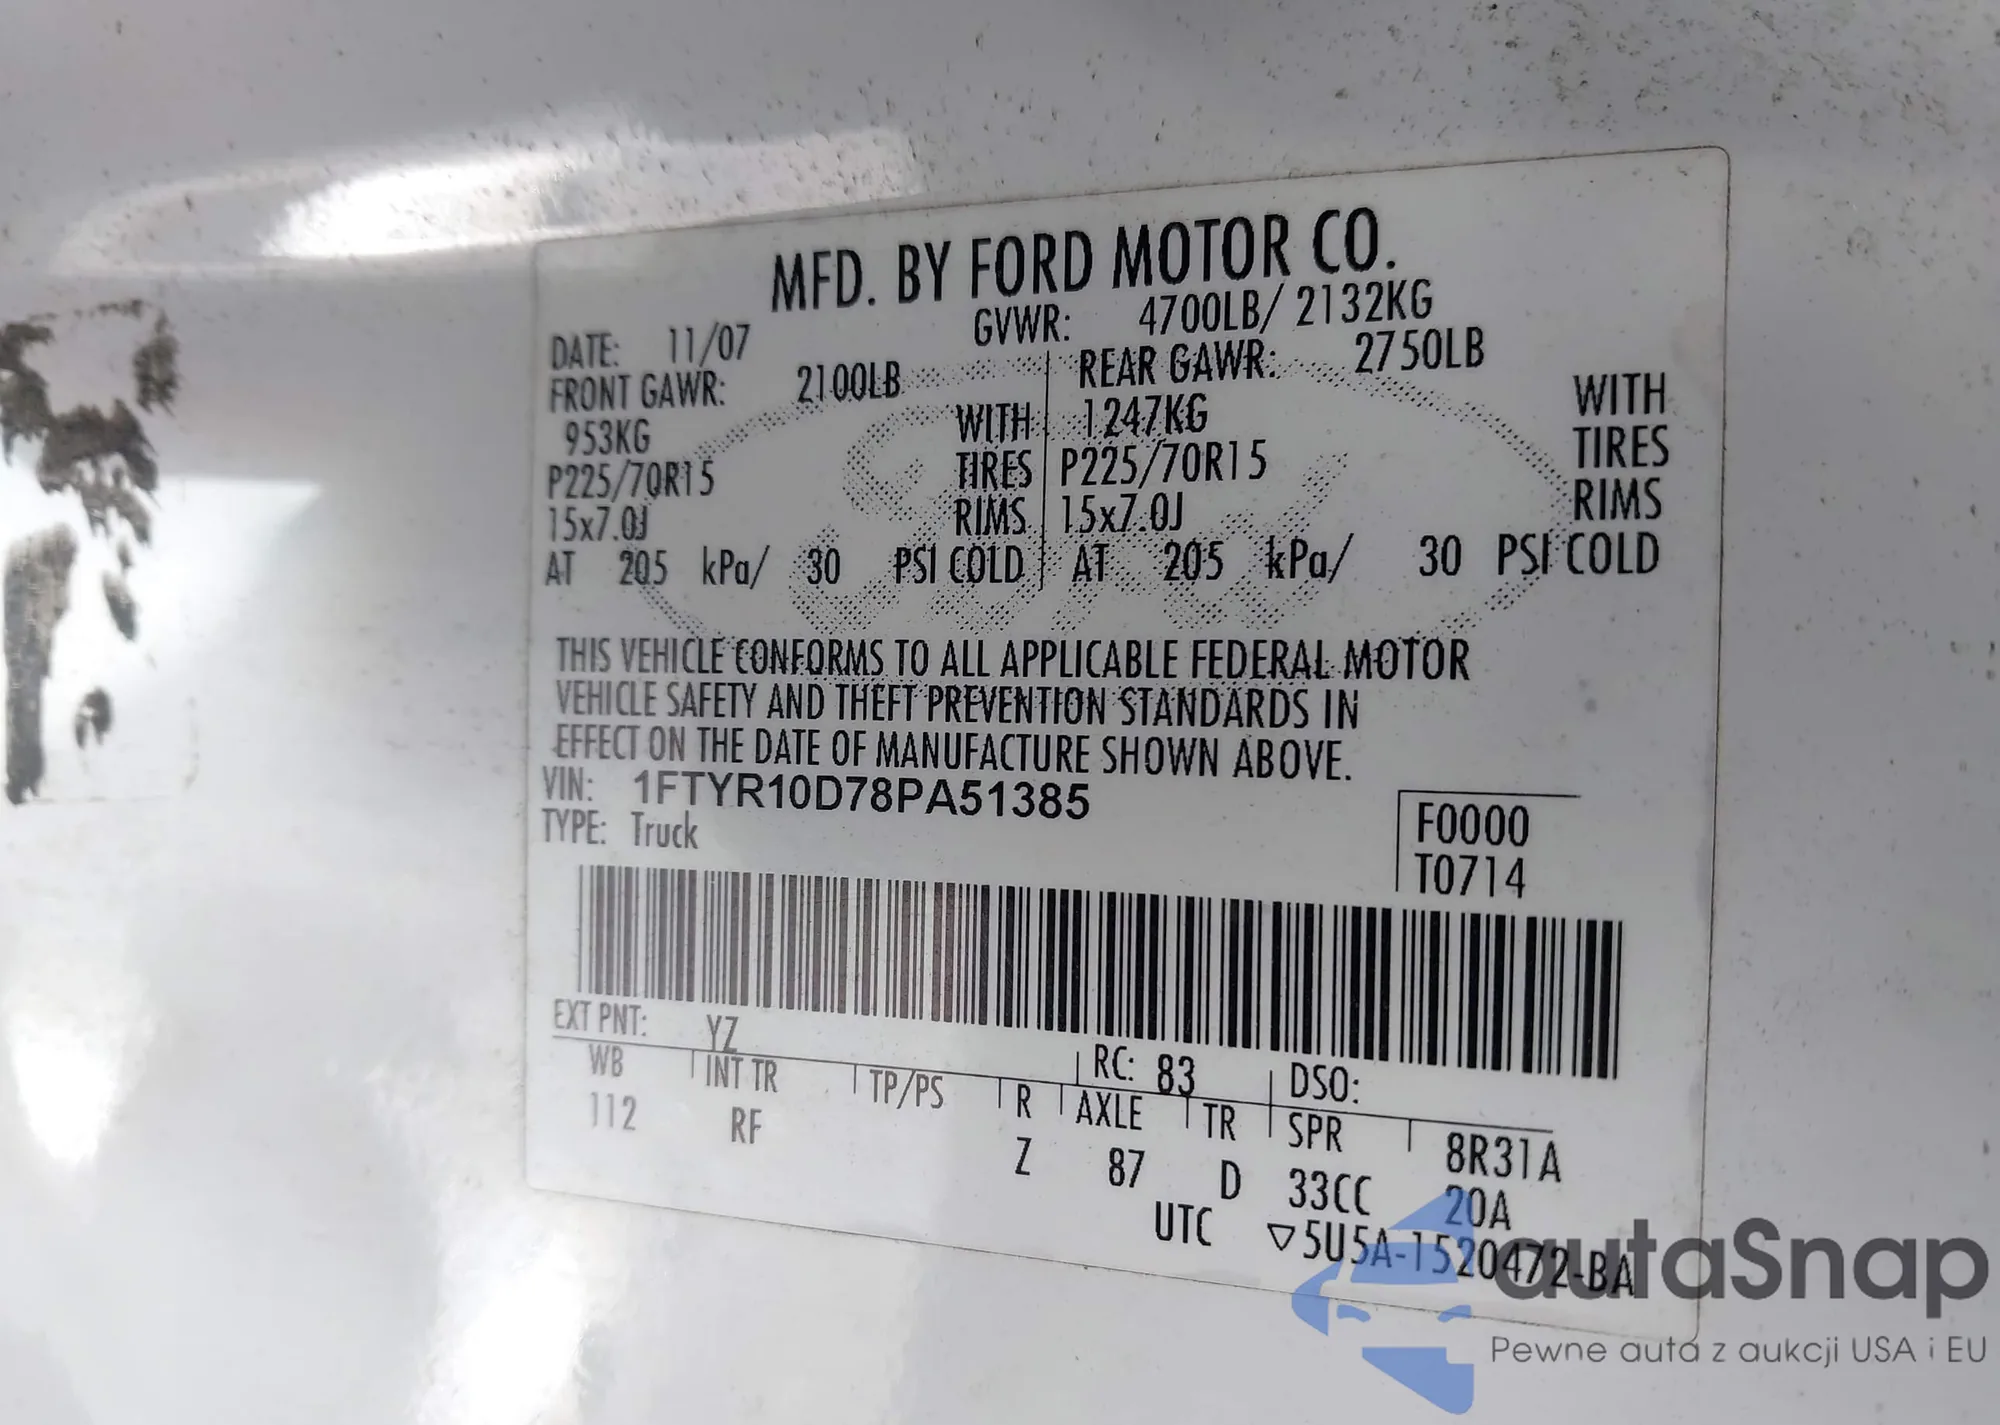 MFD. BY FORD MOTOR CO.
DATE: 11/07 GVWR: 4700LB/ 2132KG
FRONT GAWR: 2100LB REAR GAWR: 2750LB
953KG WITH 1247KG WITH
P225/70R15 TIRES P225/70R15 TIRES
15x7.0J RIMS 15x7.0J RIMS
AT 205 kPa/ 30 PSI COLD AT 205 kPa/ 30 PSI COLD
THIS VEHICLE CONFORMS TO ALL APPLICABLE FEDERAL MOTOR
VEHICLE SAFETY AND THEFT PREVENTION STANDARDS IN
EFFECT ON THE DATE OF MANUFACTURE SHOWN ABOVE.
VIN: 1FTYR10D78PA51385
TYPE: Truck
F0000
T0714
EXT PNT: YZ RC: 83 DSO:
WB INT TR TP/PS R AXLE TR SPR 8R31A
112 RF Z 87 D 33CC 20A
UTC ▽5U5A-1520472-BA
autaSnap
Pewne auta z aukcji USA i EU